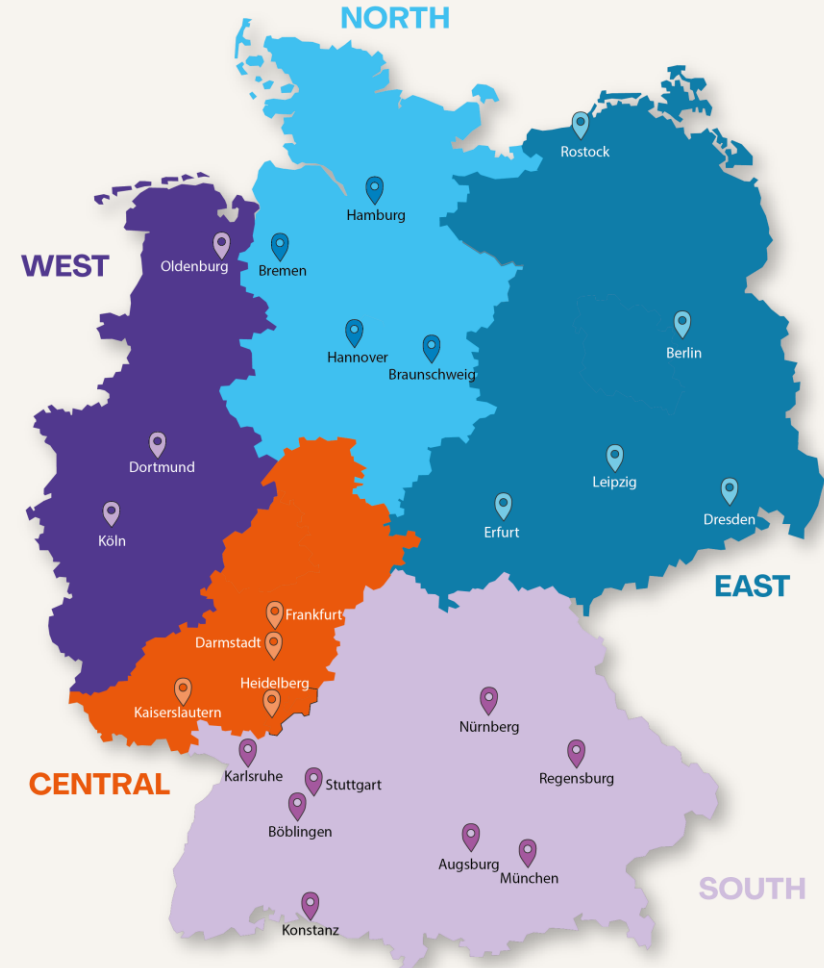 NORTH
Rostock
Hamburg
WEST
Oldenburg
Bremen
Hannover
Berlin
Braunschweig
Dortmund
Leipzig
Köln
Erfurt
Dresden
EAST
Frankfurt
Darmstadt
Heidelberg
Kaiserslautern
Nürnberg
CENTRAL
Karlsruhe
Regensburg
Stuttgart
Böblingen
Augsburg
München
SOUTH
Konstanz